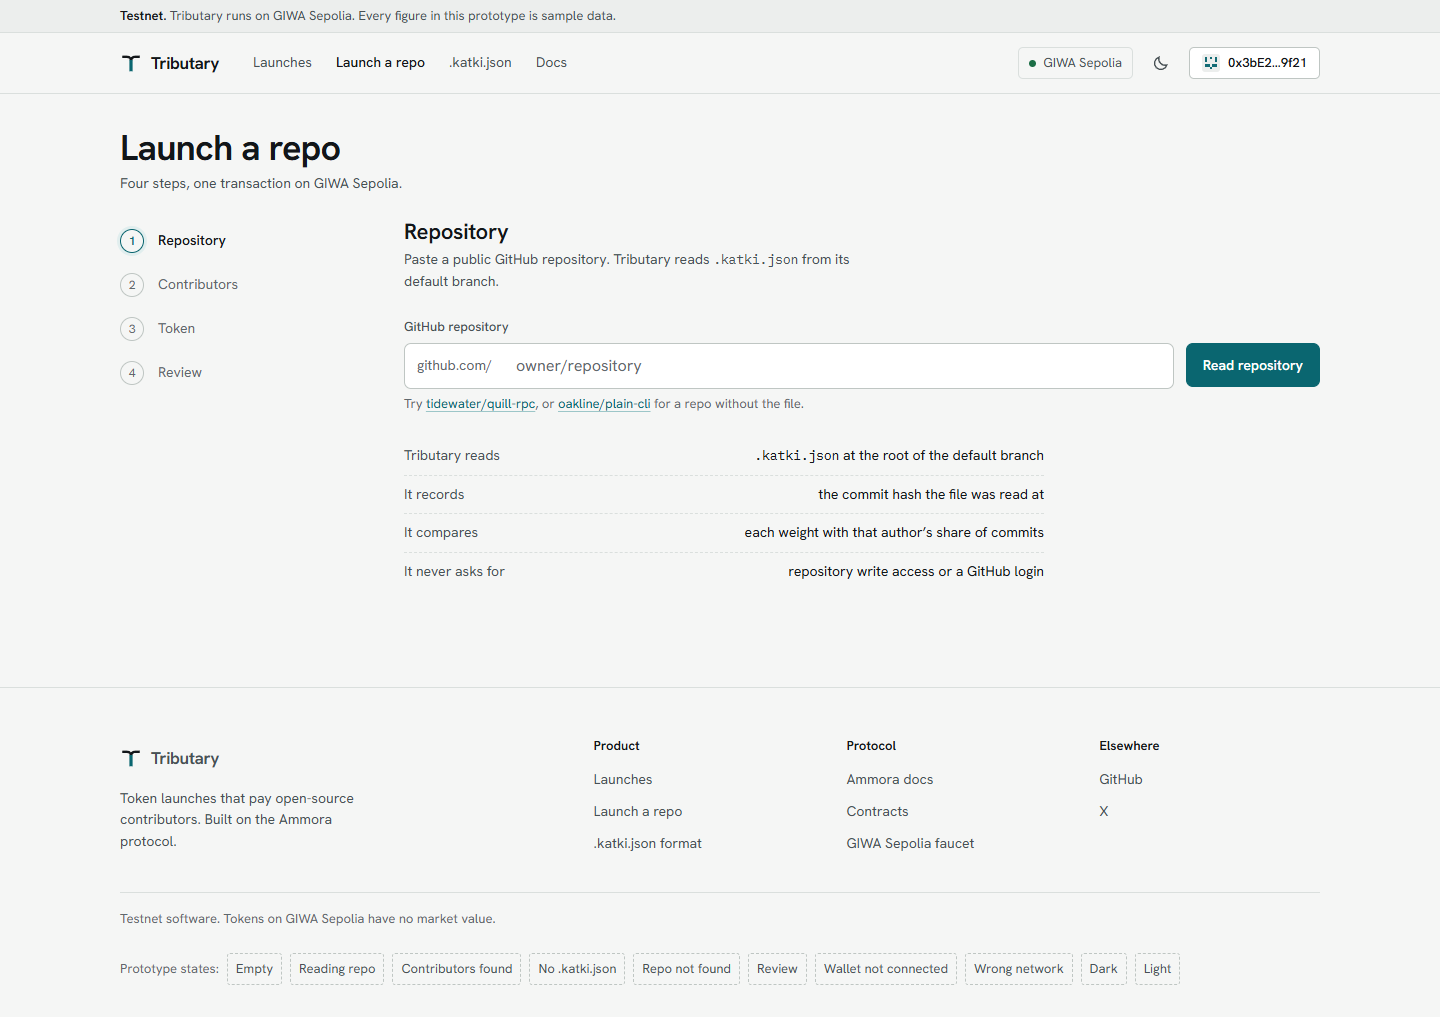 Testnet. Tributary runs on GIWA Sepolia. Every figure in this prototype is sample data.
Tributary
Launches
Launch a repo
.katki.json
Docs
GIWA Sepolia
0x3bE2…9f21
Launch a repo
Four steps, one transaction on GIWA Sepolia.
1 Repository
2 Contributors
3 Token
4 Review
Repository
Paste a public GitHub repository. Tributary reads .katki.json from its
default branch.
GitHub repository
github.com/ owner/repository
Read repository
Try tidewater/quill-rpc, or oakline/plain-cli for a repo without the file.
Tributary reads .katki.json at the root of the default branch
It records the commit hash the file was read at
It compares each weight with that author’s share of commits
It never asks for repository write access or a GitHub login
Tributary
Token launches that pay open-source
contributors. Built on the Ammora
protocol.
Product
Launches
Launch a repo
.katki.json format
Protocol
Ammora docs
Contracts
GIWA Sepolia faucet
Elsewhere
GitHub
X
Testnet software. Tokens on GIWA Sepolia have no market value.
Prototype states: Empty Reading repo Contributors found No .katki.json Repo not found Review Wallet not connected Wrong network Dark Light